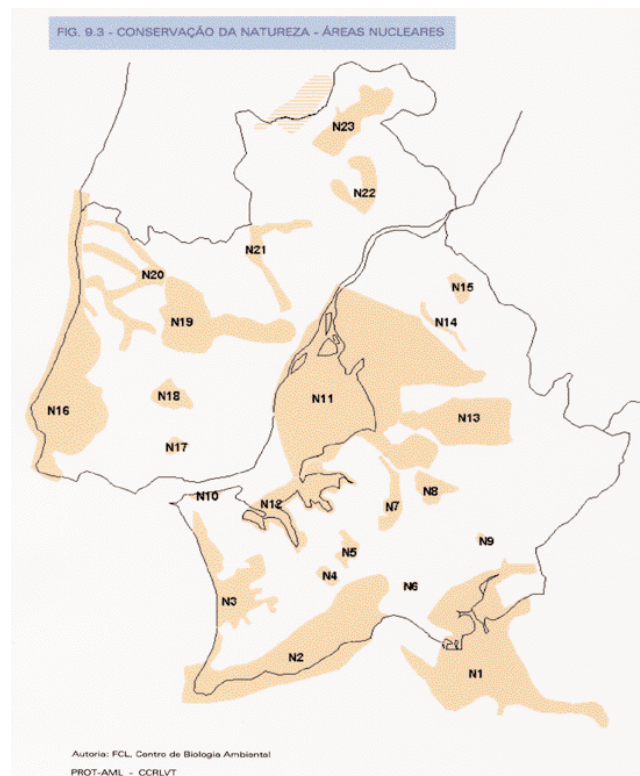 FIG. 9.3 - CONSERVAÇÃO DA NATUREZA - ÁREAS NUCLEARES
N23
N22
N21
N20
N15
N19
N14
N11
N18
N16
N13
N17
N8
N10
N12
N7
N9
N5
N4
N6
N3
N2
N1
Autoria: FCL, Centro de Biologia Ambiental
PROT-AML - CCRLVT